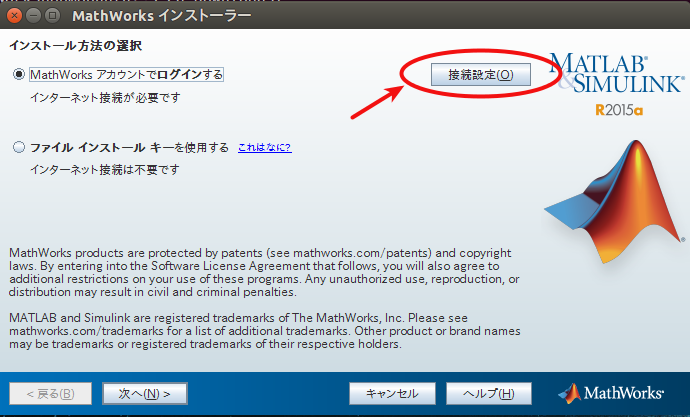 MathWorks インストーラー
インストール方法の選択
MathWorks アカウントでログインする
接続設定(O)
インターネット接続が必要です
MATLAB®
&SIMULINK®
R2015a
ファイル インストール キーを使用する これはなに?
インターネット接続は不要です
MathWorks products are protected by patents (see mathworks.com/patents) and copyright
laws. By entering into the Software License Agreement that follows, you will also agree to
additional restrictions on your use of these programs. Any unauthorized use, reproduction, or
distribution may result in civil and criminal penalties.
MATLAB and Simulink are registered trademarks of The MathWorks, Inc. Please see
mathworks.com/trademarks for a list of additional trademarks. Other product or brand names
may be trademarks or registered trademarks of their respective holders.
< 戻る(B) 次へ(N) > キャンセル ヘルプ(H) MathWorks®